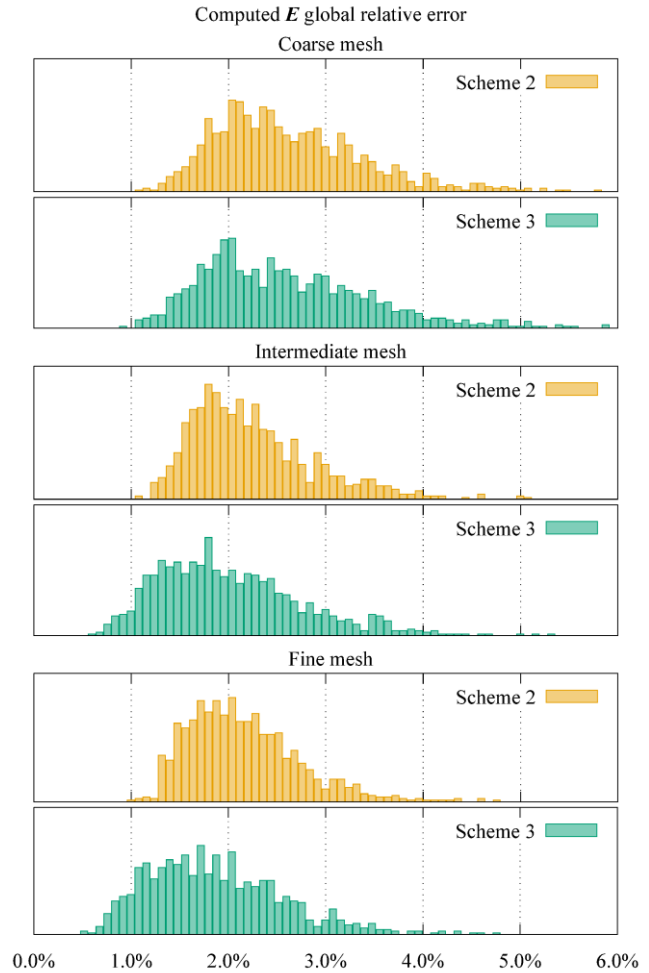 Computed E global relative error
Coarse mesh
Scheme 2
Scheme 3
Intermediate mesh
Scheme 2
Scheme 3
Fine mesh
Scheme 2
Scheme 3
0.0% 1.0% 2.0% 3.0% 4.0% 5.0% 6.0%